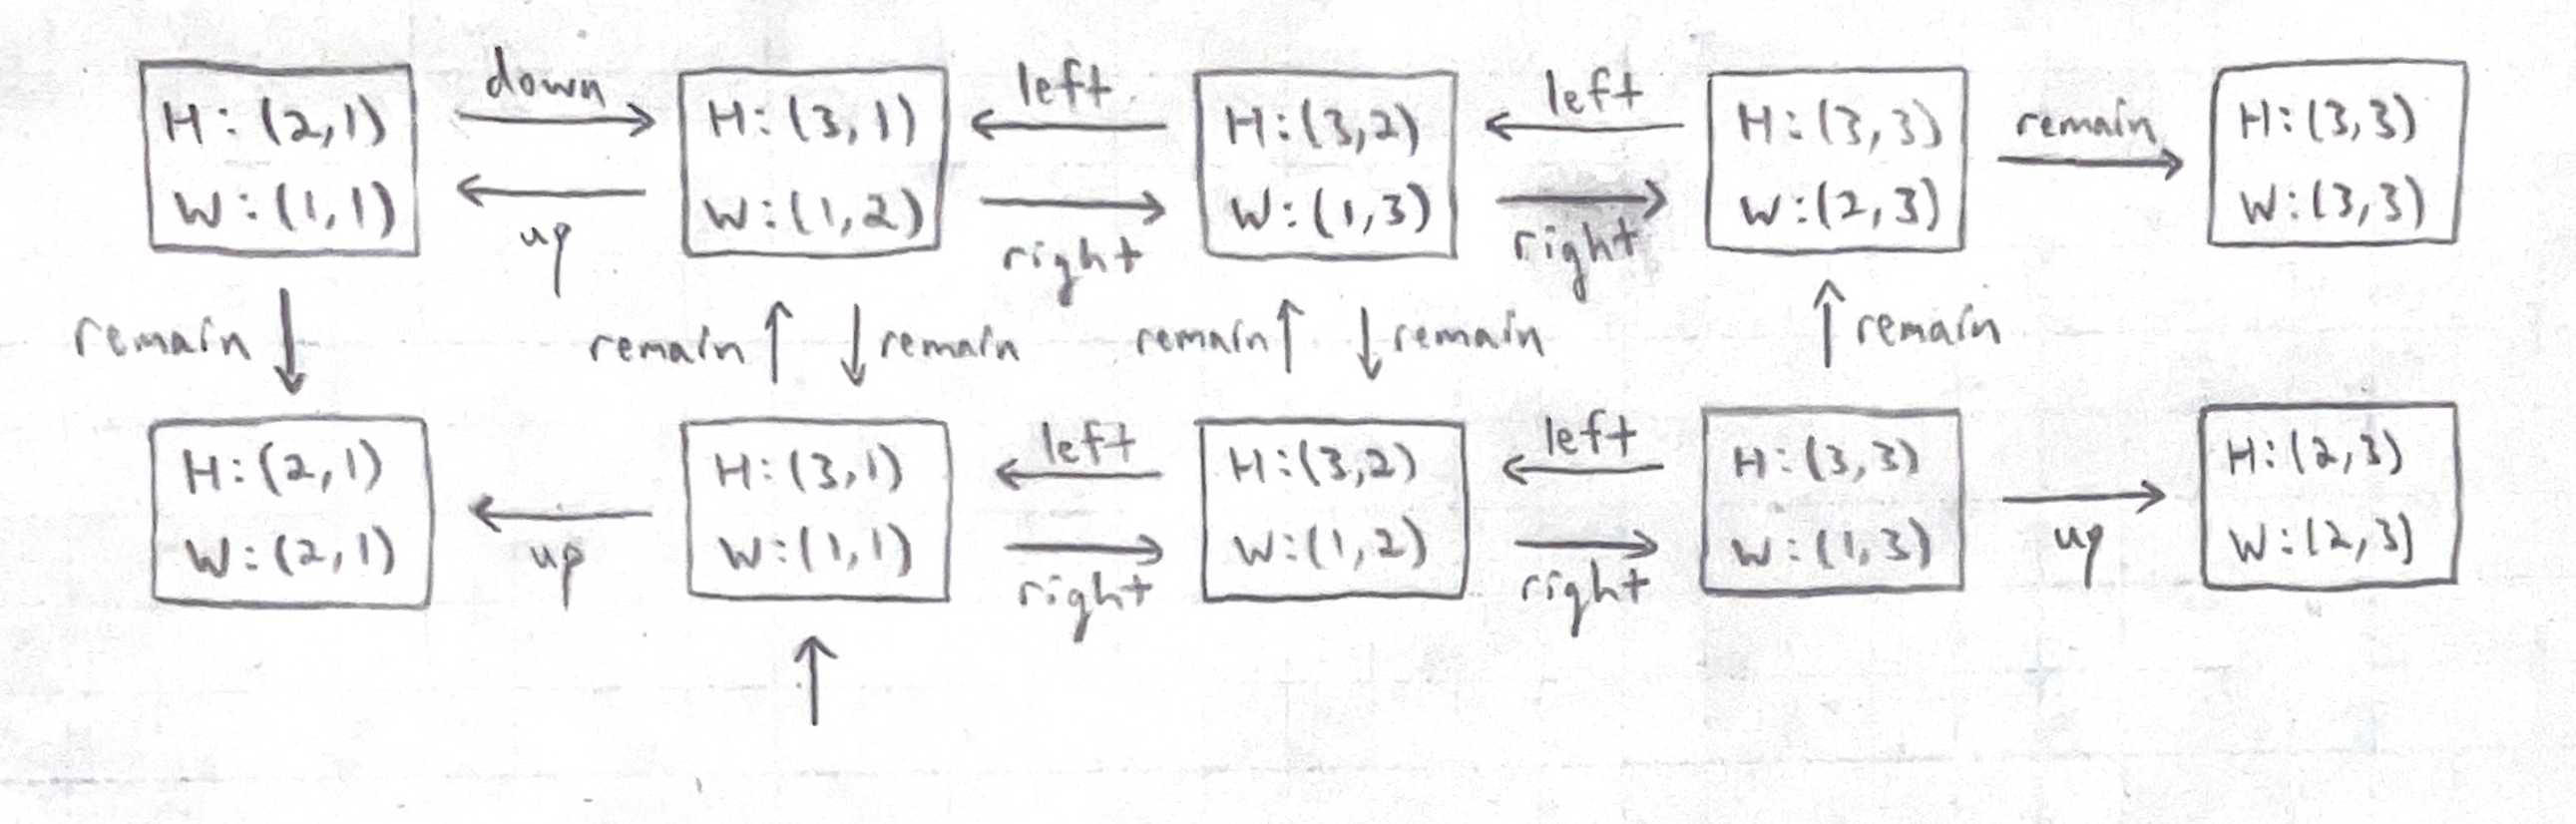 down
left
left
remain
H:(2,1)
W:(1,1)
H:(3,1)
W:(1,2)
H:(3,2)
W:(1,3)
H:(3,3)
W:(2,3)
H:(3,3)
W:(3,3)
up
right
right
remain
remain
remain
remain
remain
remain
left
left
H:(2,1)
W:(2,1)
H:(3,1)
W:(1,1)
H:(3,2)
W:(1,2)
H:(3,3)
W:(1,3)
H:(2,3)
W:(2,3)
up
right
right
up